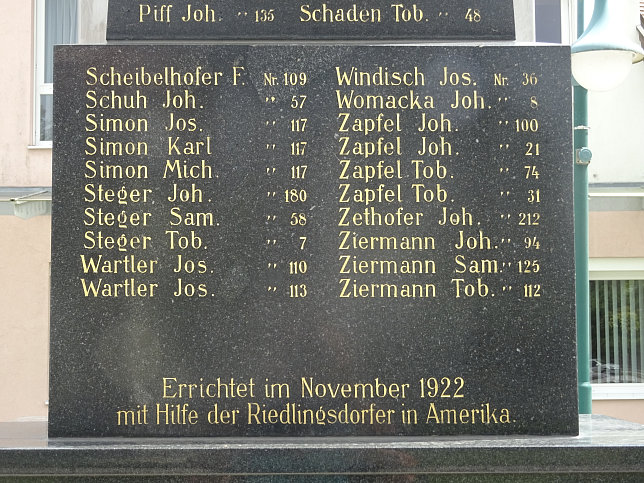 Piff Joh. " 135 Schaden Tob. " 48
Scheibelhofer F. Nr. 109 Windisch Jos. Nr. 36
Schuh Joh. " 57 Womacka Joh. " 8
Simon Jos. " 117 Zapfel Joh. " 100
Simon Karl " 117 Zapfel Joh. " 21
Simon Mich. " 117 Zapfel Tob. " 74
Steger Joh. " 180 Zapfel Tob. " 31
Steger Sam. " 58 Zethofer Joh. " 212
Steger Tob. " 7 Ziermann Joh. " 94
Wartler Jos. " 110 Ziermann Sam. " 125
Wartler Jos. " 113 Ziermann Tob. " 112
Errichtet im November 1922
mit Hilfe der Riedlingsdorfer in Amerika.